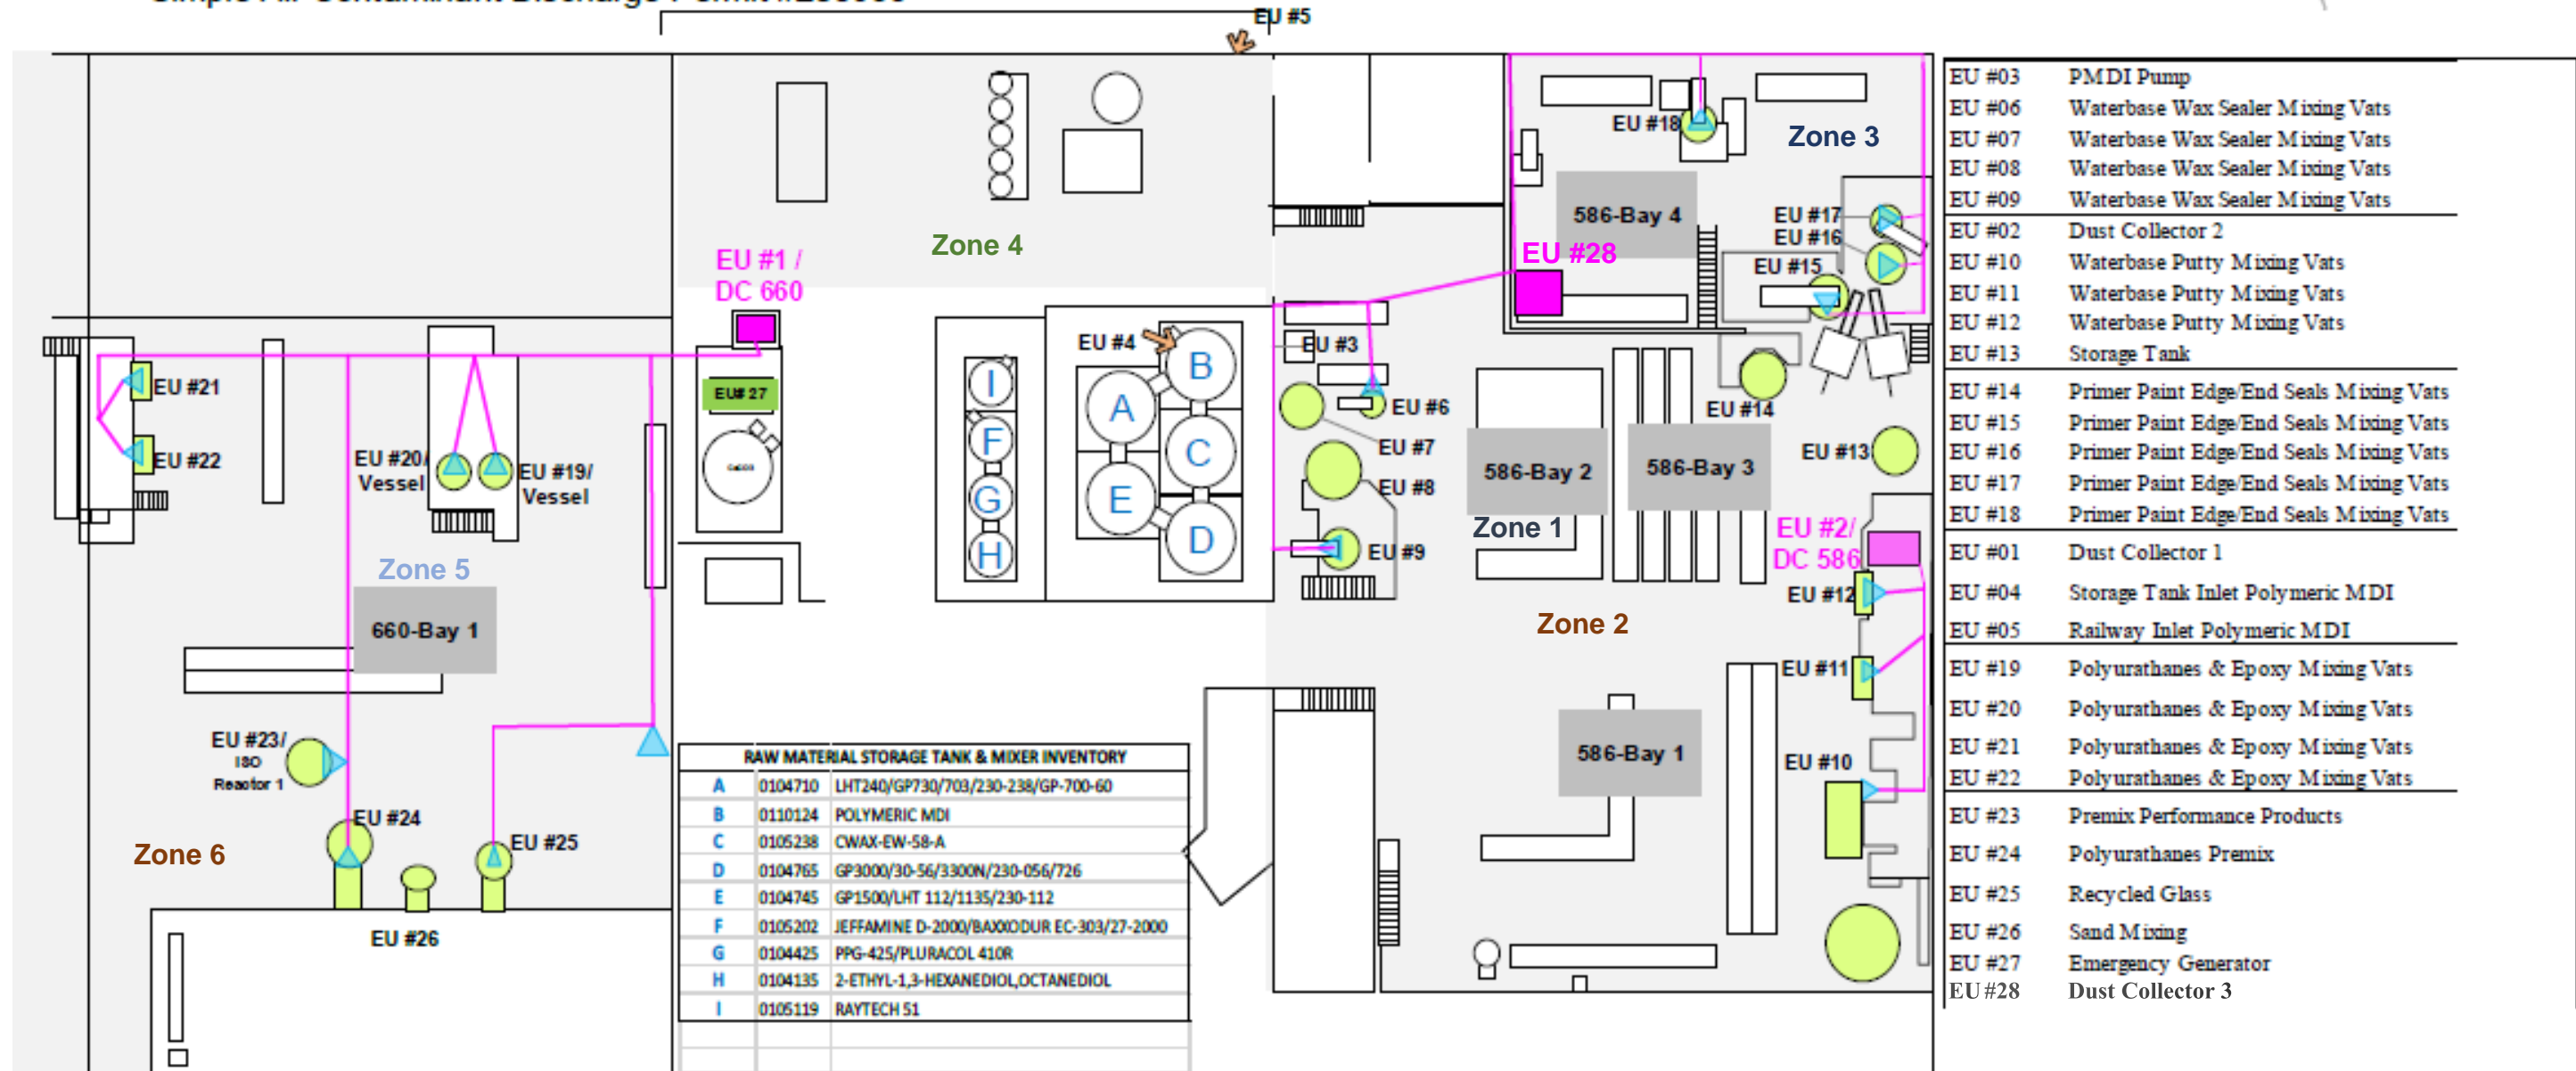 EU #5
EU #18
Zone 3
586-Bay 4
EU #17
EU #16
EU #28
EU #15
Zone 4
EU #1 /
DC 660
EU #4
B
EU #3
I
A
EU# 27
EU #21
EU #6
EU #14
F
C
EU #7
EU #13
EU #22
EU #20/
Vessel
EU #19/
Vessel
586-Bay 2
586-Bay 3
G
E
EU #8
Zone 1
EU #2/
DC 586
H
D
EU #9
Zone 5
EU #12
660-Bay 1
Zone 2
EU #11
EU #23/
ISO
Reactor 1
586-Bay 1
EU #10
EU #24
EU #25
Zone 6
EU #26
RAW MATERIAL STORAGE TANK & MIXER INVENTORY
A 0104710 LHT240/GP730/703/230-238/GP-700-60
B 0110124 POLYMERIC MDI
C 0105238 CWAX-EW-58-A
D 0104765 GP3000/30-56/3300N/230-056/726
E 0104745 GP1500/LHT 112/1135/230-112
F 0105202 JEFFAMINE D-2000/BAXXODUR EC-303/27-2000
G 0104425 PPG-425/PLURACOL 410R
H 0104135 2-ETHYL-1,3-HEXANEDIOL,OCTANEDIOL
I 0105119 RAYTECH 51
EU #03 PMDI Pump
EU #06 Waterbase Wax Sealer Mixing Vats
EU #07 Waterbase Wax Sealer Mixing Vats
EU #08 Waterbase Wax Sealer Mixing Vats
EU #09 Waterbase Wax Sealer Mixing Vats
EU #02 Dust Collector 2
EU #10 Waterbase Putty Mixing Vats
EU #11 Waterbase Putty Mixing Vats
EU #12 Waterbase Putty Mixing Vats
EU #13 Storage Tank
EU #14 Primer Paint Edge/End Seals Mixing Vats
EU #15 Primer Paint Edge/End Seals Mixing Vats
EU #16 Primer Paint Edge/End Seals Mixing Vats
EU #17 Primer Paint Edge/End Seals Mixing Vats
EU #18 Primer Paint Edge/End Seals Mixing Vats
EU #01 Dust Collector 1
EU #04 Storage Tank Inlet Polymeric MDI
EU #05 Railway Inlet Polymeric MDI
EU #19 Polyurathanes & Epoxy Mixing Vats
EU #20 Polyurathanes & Epoxy Mixing Vats
EU #21 Polyurathanes & Epoxy Mixing Vats
EU #22 Polyurathanes & Epoxy Mixing Vats
EU #23 Premix Performance Products
EU #24 Polyurathanes Premix
EU #25 Recycled Glass
EU #26 Sand Mixing
EU #27 Emergency Generator
EU #28 Dust Collector 3